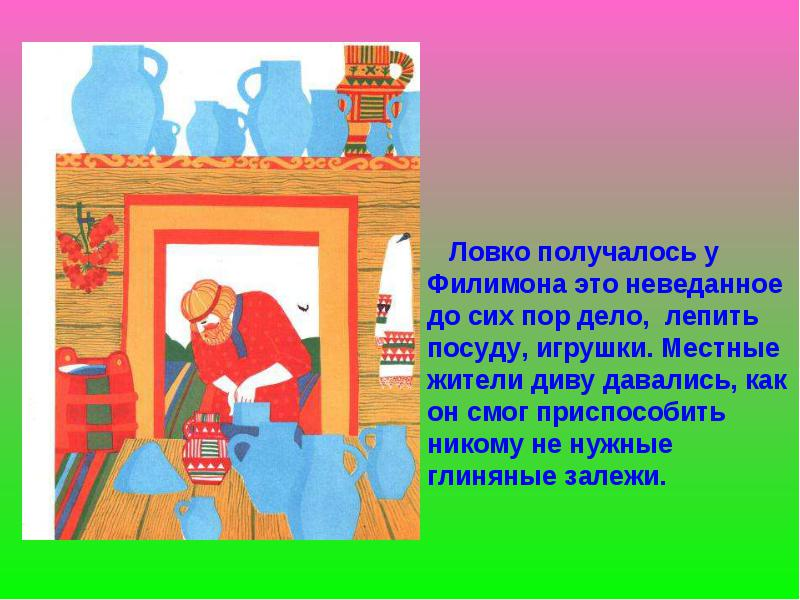 Ловко получалось у
Филимона это неведанное
до сих пор дело, лепить
посуду, игрушки. Местные
жители диву давались, как
он смог приспособить
никому не нужные
глиняные залежи.